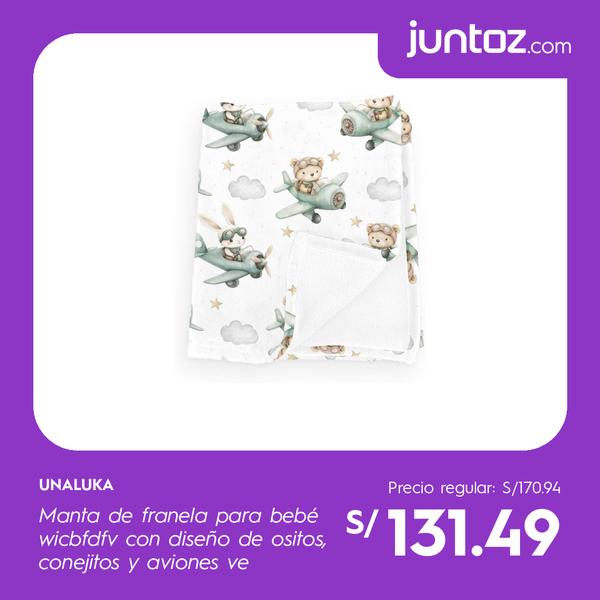 juntoz.com
UNALUKA
Manta de franela para bebé
wicbfdfv con diseño de ositos,
conejitos y aviones ve
Precio regular: S/170.94
S/131.49